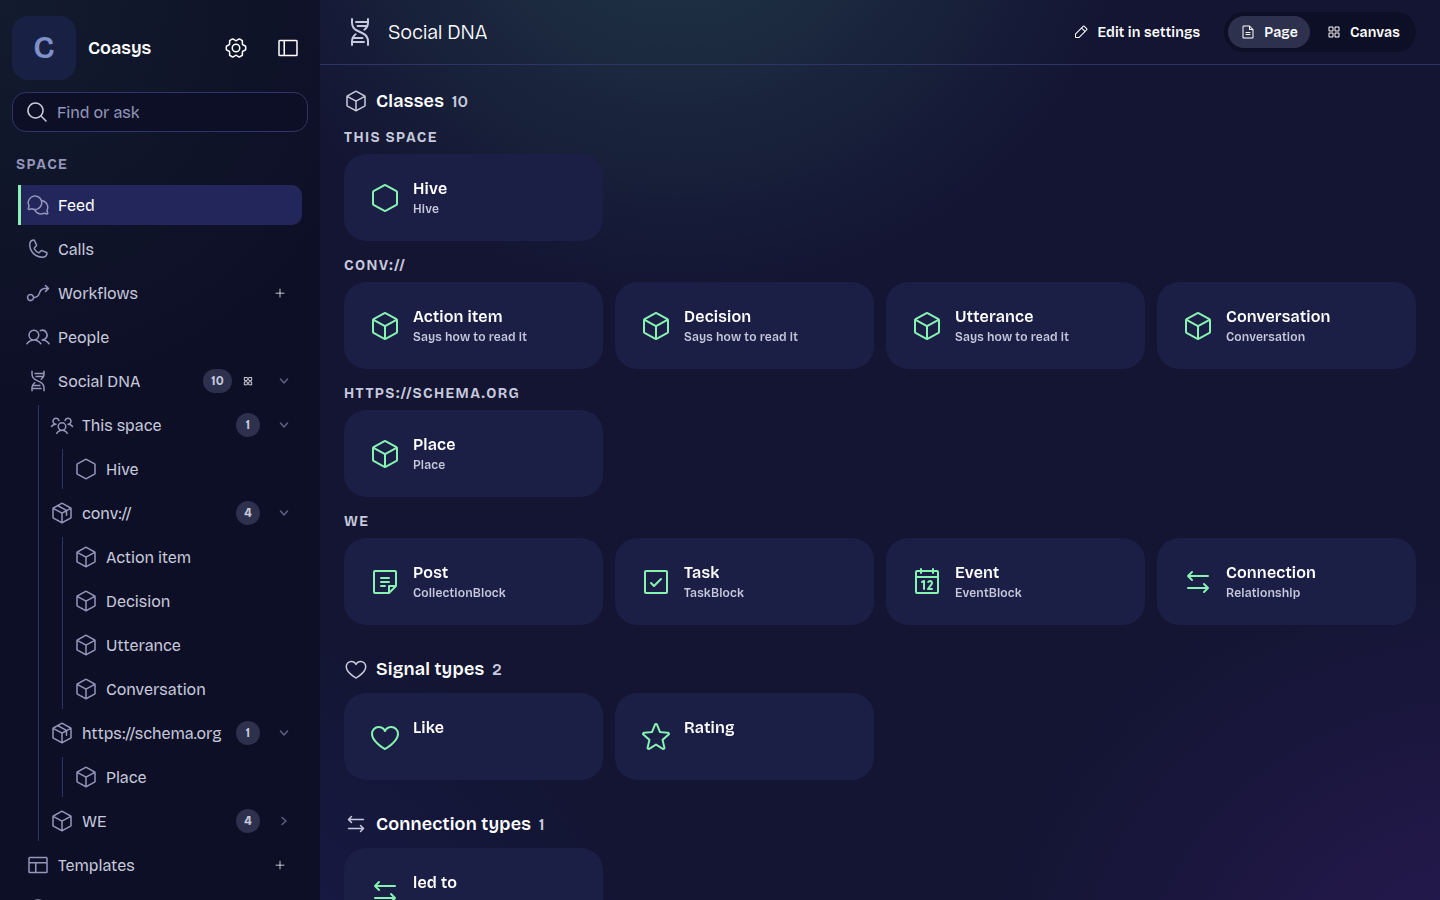 C
Coasys
Find or ask
SPACE
Feed
Calls
Workflows
People
Social DNA 10
This space 1
Hive
conv:// 4
Action item
Decision
Utterance
Conversation
https://schema.org 1
Place
WE 4
Templates
Social DNA
Edit in settings
Page
Canvas
Classes 10
THIS SPACE
Hive
Hive
CONV://
Action item
Says how to read it
Decision
Says how to read it
Utterance
Says how to read it
Conversation
Conversation
HTTPS://SCHEMA.ORG
Place
Place
WE
Post
CollectionBlock
Task
TaskBlock
12
Event
EventBlock
Connection
Relationship
Signal types 2
Like
Rating
Connection types 1
led to